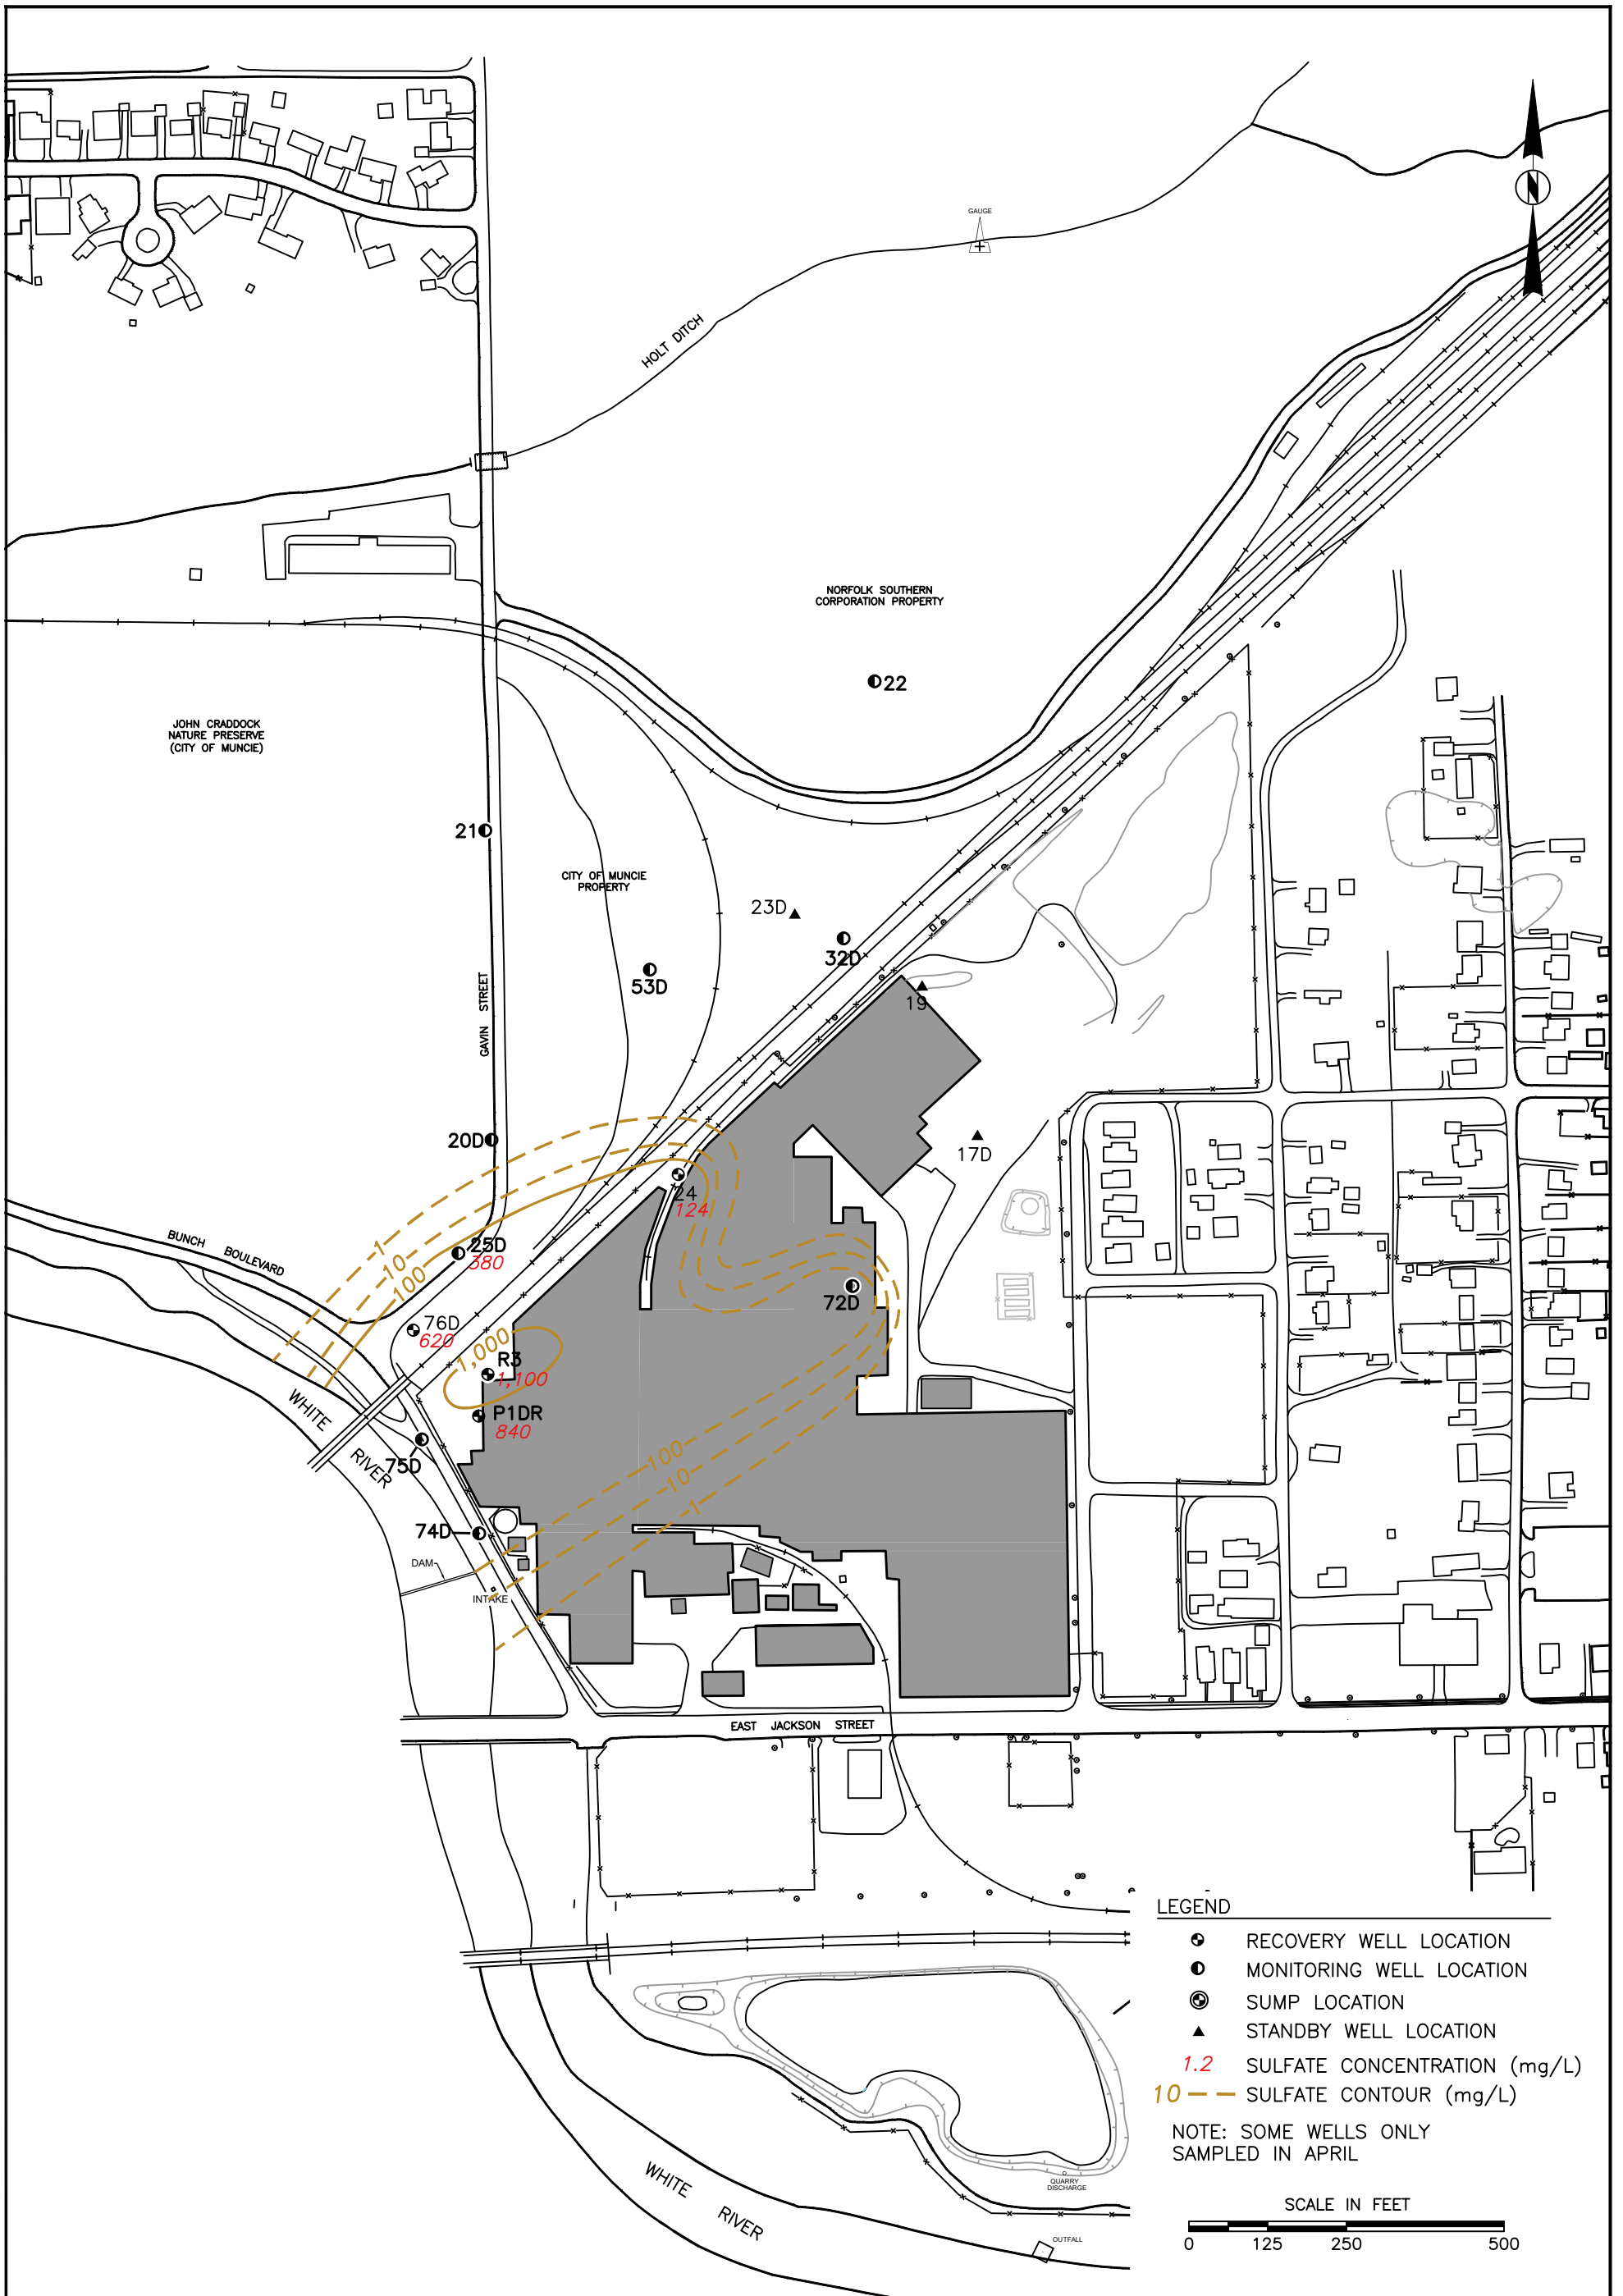 GAUGE
HOLT DITCH
NORFOLK SOUTHERN
CORPORATION PROPERTY
22
JOHN CRADDOCK
NATURE PRESERVE
(CITY OF MUNCIE)
21
CITY OF MUNCIE
PROPERTY
23D
32D
53D
19
GAVIN STREET
20D
17D
24
124
BUNCH BOULEVARD
1
10
100
25D
380
72D
76D
620
1,000
R3
1,100
P1DR
840
WHITE RIVER
75D
100
10
1
74D
DAM
INTAKE
EAST JACKSON STREET
LEGEND
RECOVERY WELL LOCATION
MONITORING WELL LOCATION
SUMP LOCATION
STANDBY WELL LOCATION
1.2 SULFATE CONCENTRATION (mg/L)
10 SULFATE CONTOUR (mg/L)
NOTE: SOME WELLS ONLY
SAMPLED IN APRIL
QUARRY
DISCHARGE
WHITE RIVER
OUTFALL
SCALE IN FEET
0 125 250 500
N